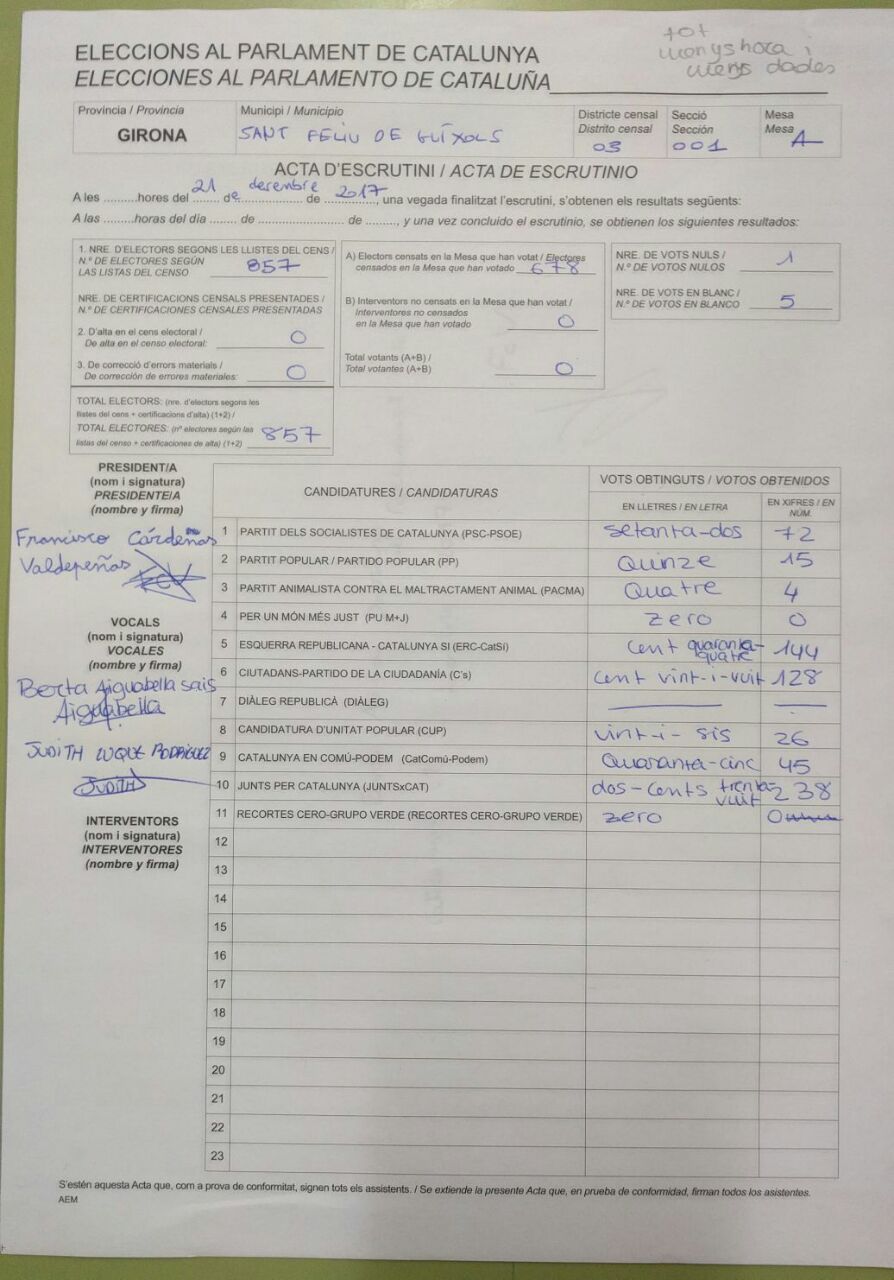 tot
menys hora i
menys dades
ELECCIONS AL PARLAMENT DE CATALUNYA
ELECCIONES AL PARLAMENTO DE CATALUÑA
Província / Provincia
GIRONA
Municipi / Municipio
SANT FELIU DE GUÍXOLS
Districte censal
Distrito censal
03
Secció
Sección
001
Mesa
Mesa
A
ACTA D'ESCRUTINI / ACTA DE ESCRUTINIO
A les ..........hores del 21 de desembre de 2017, una vegada finalitzat l'escrutini, s'obtenen els resultats següents:
A las .........horas del día ........ de ........................ de ........., y una vez concluido el escrutinio, se obtienen los siguientes resultados:
1. NRE. D'ELECTORS SEGONS LES LLISTES DEL CENS /
N.º DE ELECTORES SEGÚN
LAS LISTAS DEL CENSO 857
NRE. DE CERTIFICACIONS CENSALS PRESENTADES /
N.º DE CERTIFICACIONES CENSALES PRESENTADAS
2. D'alta en el cens electoral /
De alta en el censo electoral: 0
3. De correcció d'errors materials /
De corrección de errores materiales: 0
TOTAL ELECTORS: (nre. d'electors segons les
llistes del cens + certificacions d'alta) (1+2) /
TOTAL ELECTORES: (nº electores según las
listas del censo + certificaciones de alta) (1+2) 857
A) Electors censats en la Mesa que han votat / Electores
censados en la Mesa que han votado 678
B) Interventors no censats en la Mesa que han votat /
Interventores no censados
en la Mesa que han votado 0
Total votants (A+B) /
Total votantes (A+B) 0
NRE. DE VOTS NULS /
N.º DE VOTOS NULOS 1
NRE. DE VOTS EN BLANC /
N.º DE VOTOS EN BLANCO 5
PRESIDENT/A
(nom i signatura)
PRESIDENTE/A
(nombre y firma)
Francisco Cárdeñas
Valdepeñas
VOCALS
(nom i signatura)
VOCALES
(nombre y firma)
Berta Aiguabella sais
Aiguabella
JUDITH LUQUE RODRIGUEZ
JUDITH
INTERVENTORS
(nom i signatura)
INTERVENTORES
(nombre y firma)
CANDIDATURES / CANDIDATURAS
VOTS OBTINGUTS / VOTOS OBTENIDOS
EN LLETRES / EN LETRA
EN XIFRES / EN NÚM.
1 PARTIT DELS SOCIALISTES DE CATALUNYA (PSC-PSOE) Setanta-dos 72
2 PARTIT POPULAR / PARTIDO POPULAR (PP) Quinze 15
3 PARTIT ANIMALISTA CONTRA EL MALTRACTAMENT ANIMAL (PACMA) Quatre 4
4 PER UN MÓN MÉS JUST (PU M+J) zero 0
5 ESQUERRA REPUBLICANA - CATALUNYA SI (ERC-CatSí) cent quaranta-quatre 144
6 CIUTADANS-PARTIDO DE LA CIUDADANÍA (C's) cent vint-i-vuit 128
7 DIÀLEG REPUBLICÀ (DIÀLEG)
8 CANDIDATURA D'UNITAT POPULAR (CUP) vint-i-sis 26
9 CATALUNYA EN COMÚ-PODEM (CatComú-Podem) Quaranta-cinc 45
10 JUNTS PER CATALUNYA (JUNTSxCAT) dos-cents trenta-vuit 238
11 RECORTES CERO-GRUPO VERDE (RECORTES CERO-GRUPO VERDE) zero 0
12
13
14
15
16
17
18
19
20
21
22
23
S'estén aquesta Acta que, com a prova de conformitat, signen tots els assistents. / Se extiende la presente Acta que, en prueba de conformidad, firman todos los asistentes.
AEM